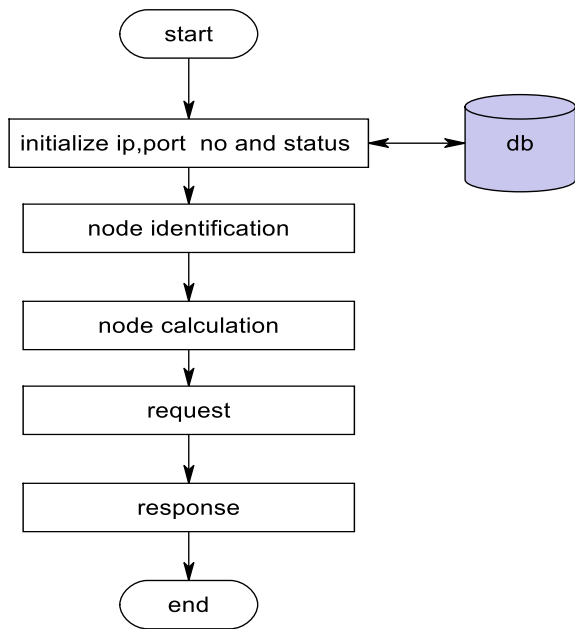 start
initialize ip,port  no and status
db
node identification
node calculation
request
response
end